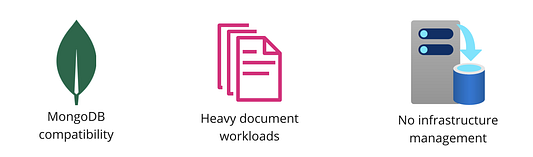 MongoDB
compatibility
Heavy document
workloads
No infrastructure
management